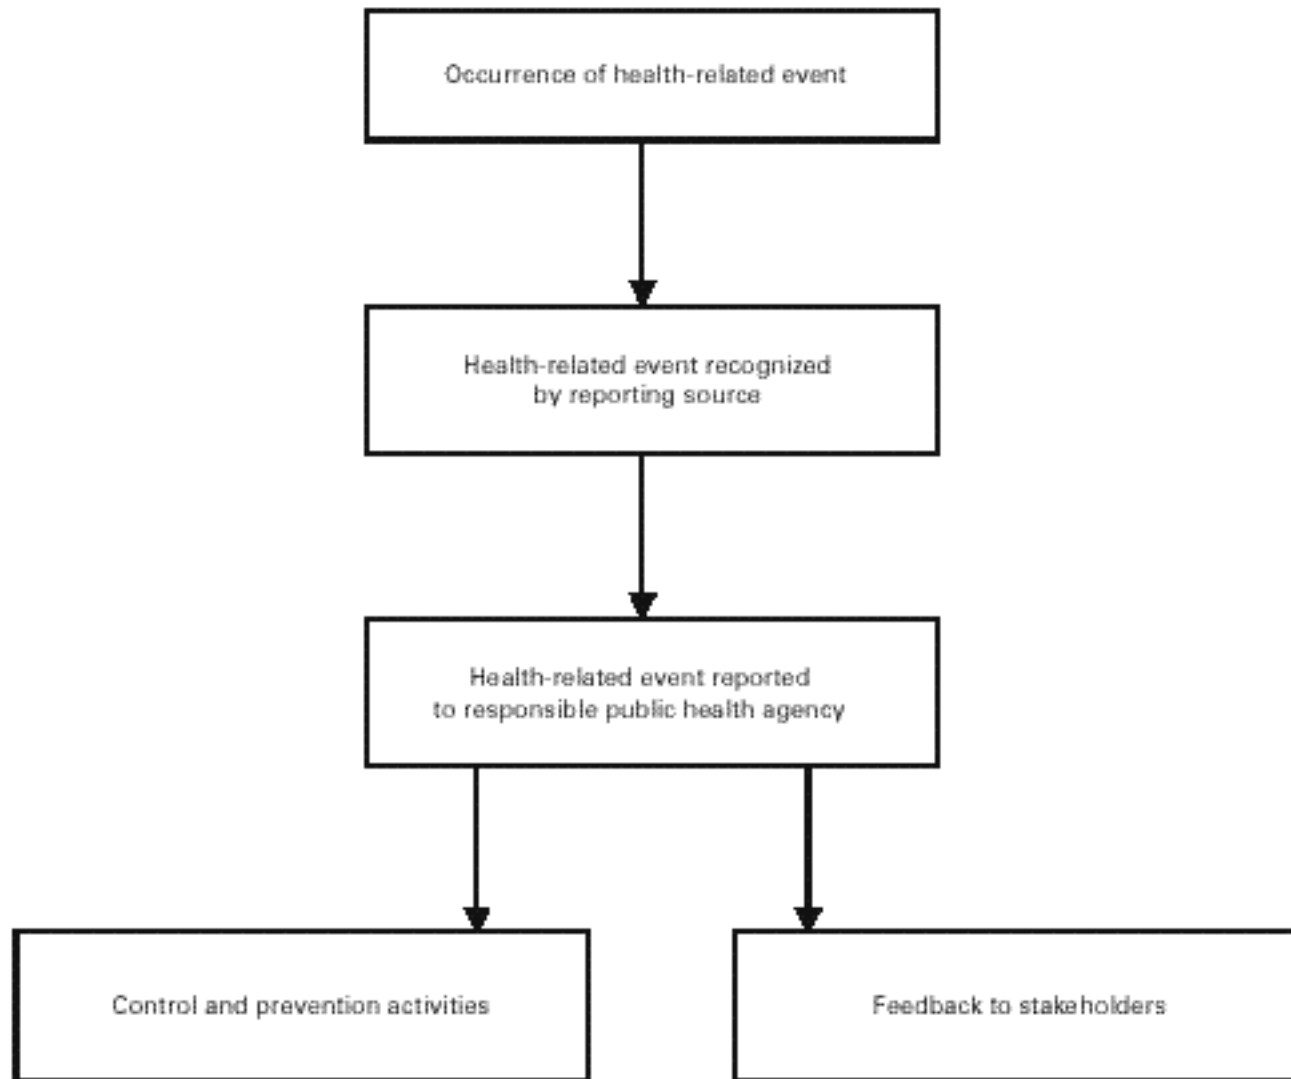 Occurrence of health-related event
Health-related event recognized
by reporting source
Health-related event reported
to responsible public health agency
Control and prevention activities
Feedback to stakeholders